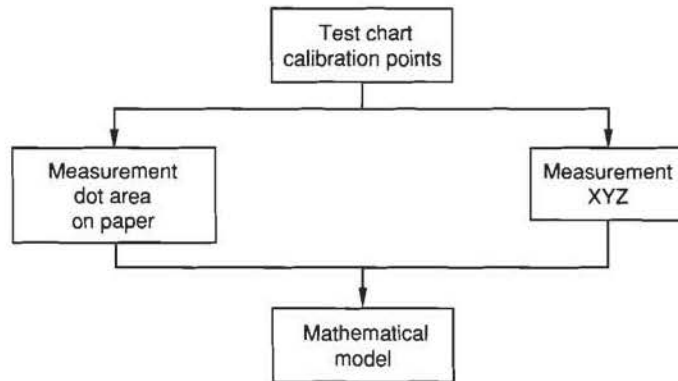 Test chart
calibration points
Measurement
dot area
on paper
Measurement
XYZ
Mathematical
model